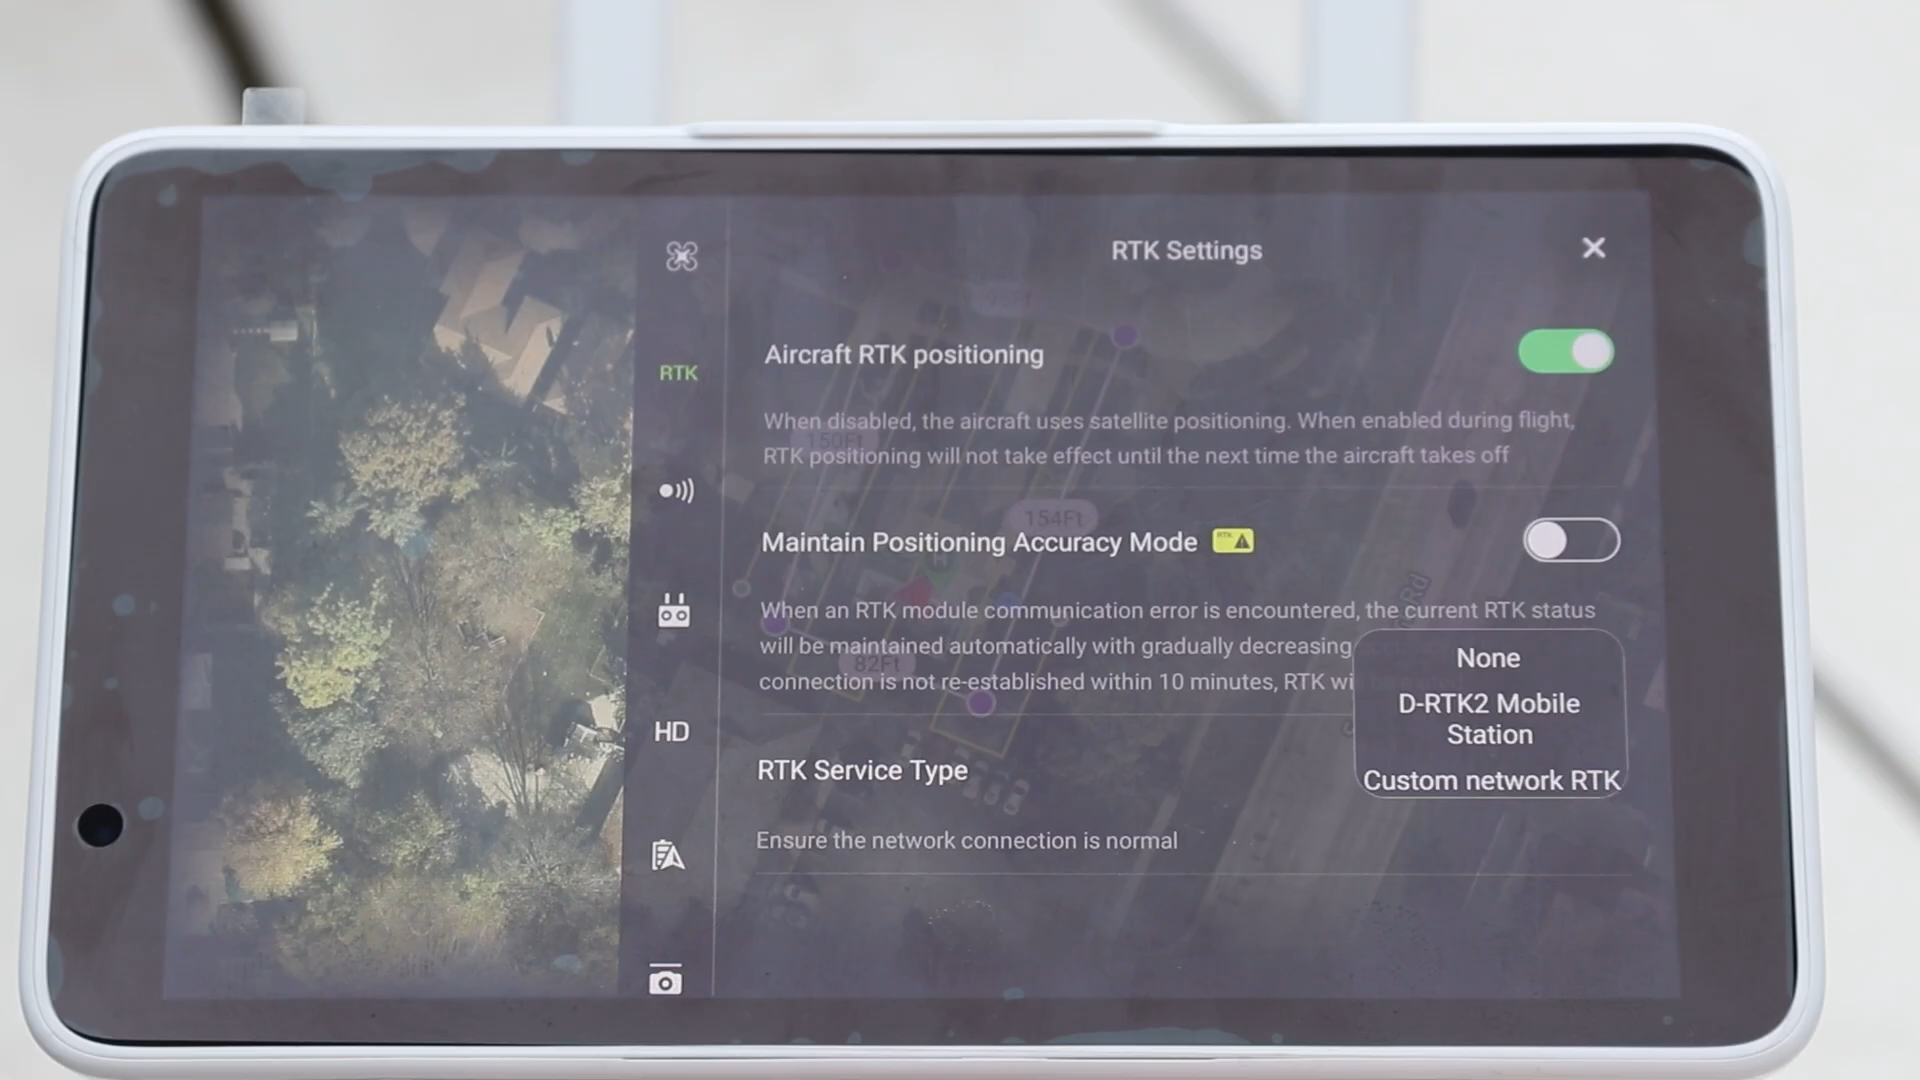 RTK Settings
Aircraft RTK positioning
When disabled, the aircraft uses satellite positioning. When enabled during flight,
RTK positioning will not take effect until the next time the aircraft takes off
RTK
150Ft
154Ft
Maintain Positioning Accuracy Mode
When an RTK module communication error is encountered, the current RTK status
will be maintained automatically with gradually decreasing
connection is not re-established within 10 minutes, RTK wi
82Ft
Rd
None
D-RTK2 Mobile
Station
Custom network RTK
HD
RTK Service Type
Ensure the network connection is normal